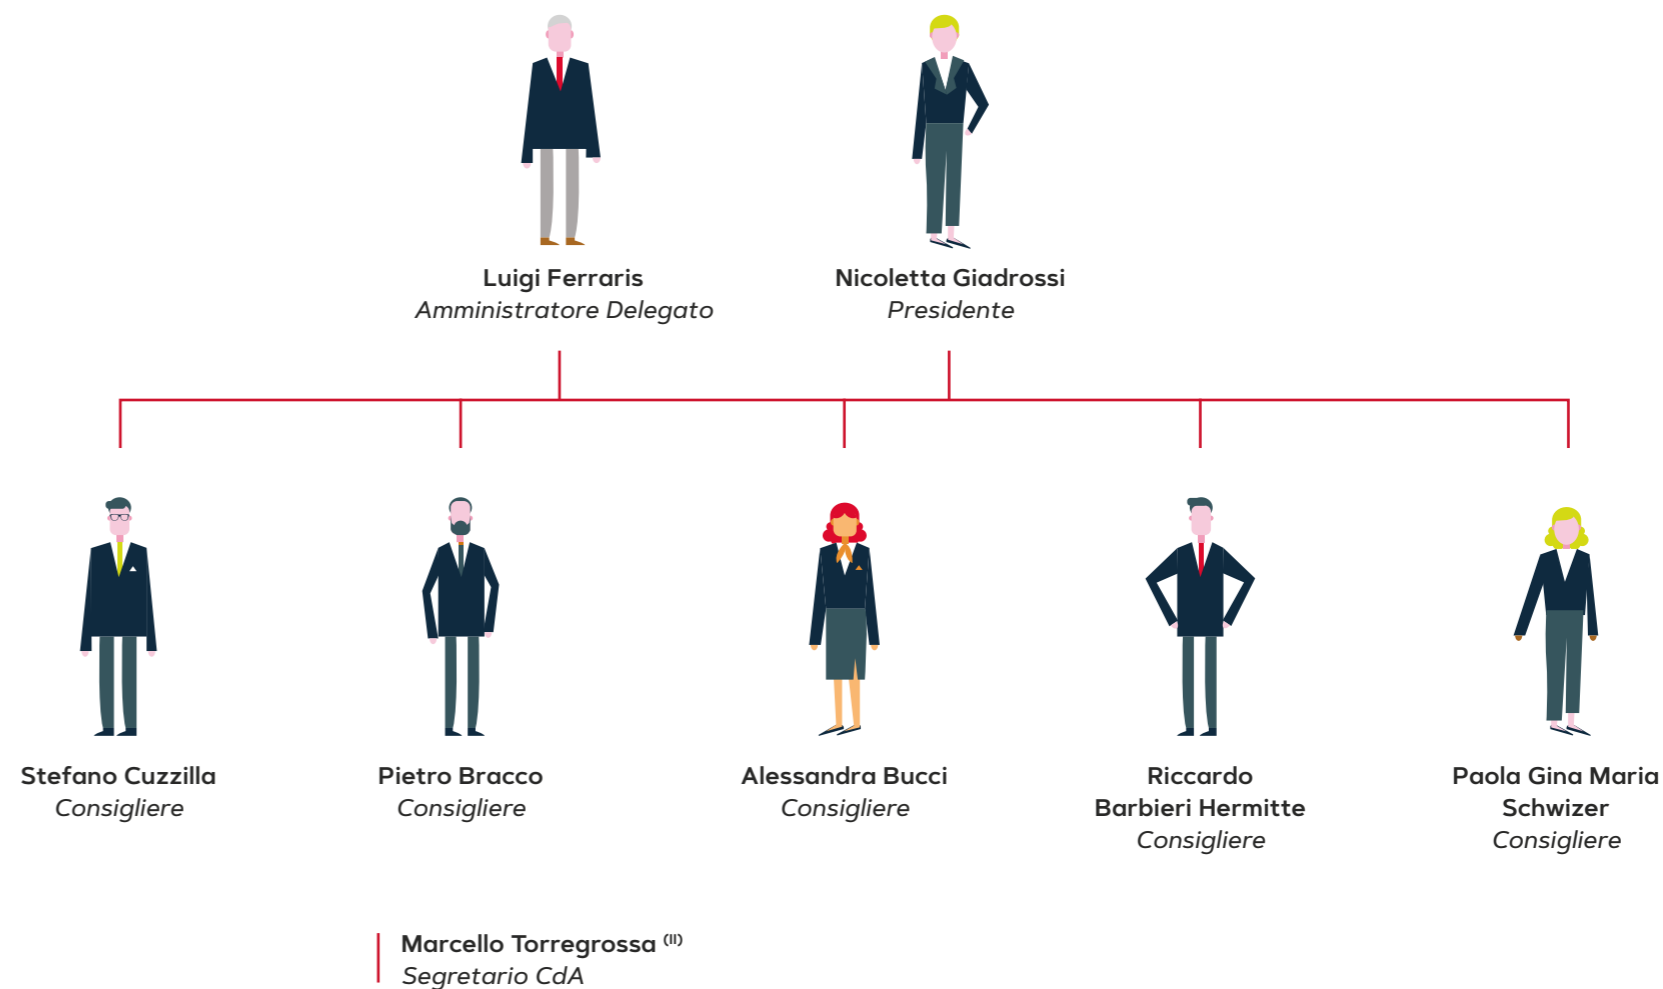 Luigi Ferraris
Amministratore Delegato
Nicoletta Giadrossi
Presidente
Stefano Cuzzilla
Consigliere
Pietro Bracco
Consigliere
Alessandra Bucci
Consigliere
Riccardo
Barbieri Hermitte
Consigliere
Paola Gina Maria
Schwizer
Consigliere
Marcello Torregrossa (II)
Segretario CdA